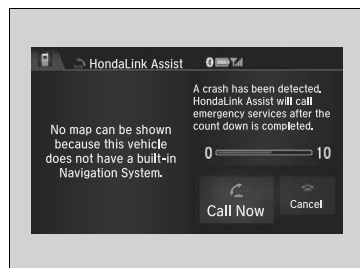 HondaLink Assist
No map can be shown
because this vehicle
does not have a built-in
Navigation System.
A crash has been detected.
HondaLink Assist will call
emergency services after the
count down is completed.
0 10
Call Now
Cancel